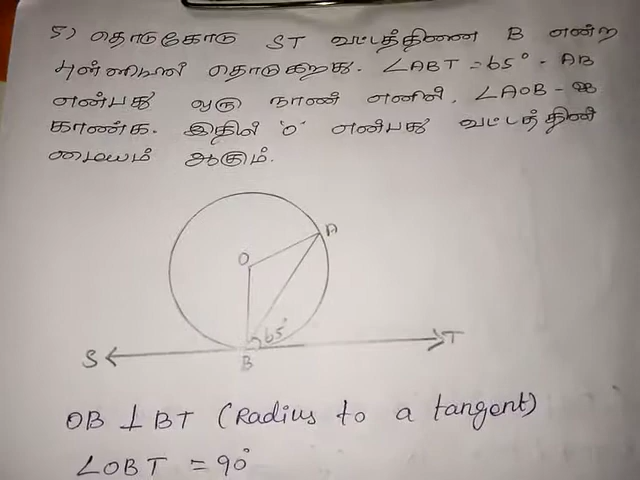 5) தொடுகோடு ST வட்டத்தினை B என்ற
புள்ளியில் தொடுகிறது. ∠ABT = 65°. AB
என்பது ஒரு நாண் எனில், ∠AOB -
காண்க. இதில் 'O' என்பது வட்டத்தின்
மையம் ஆகும்.
A
O
65°
S
T
B
OB ⊥ BT (Radius to a tangent)
∠OBT = 90°